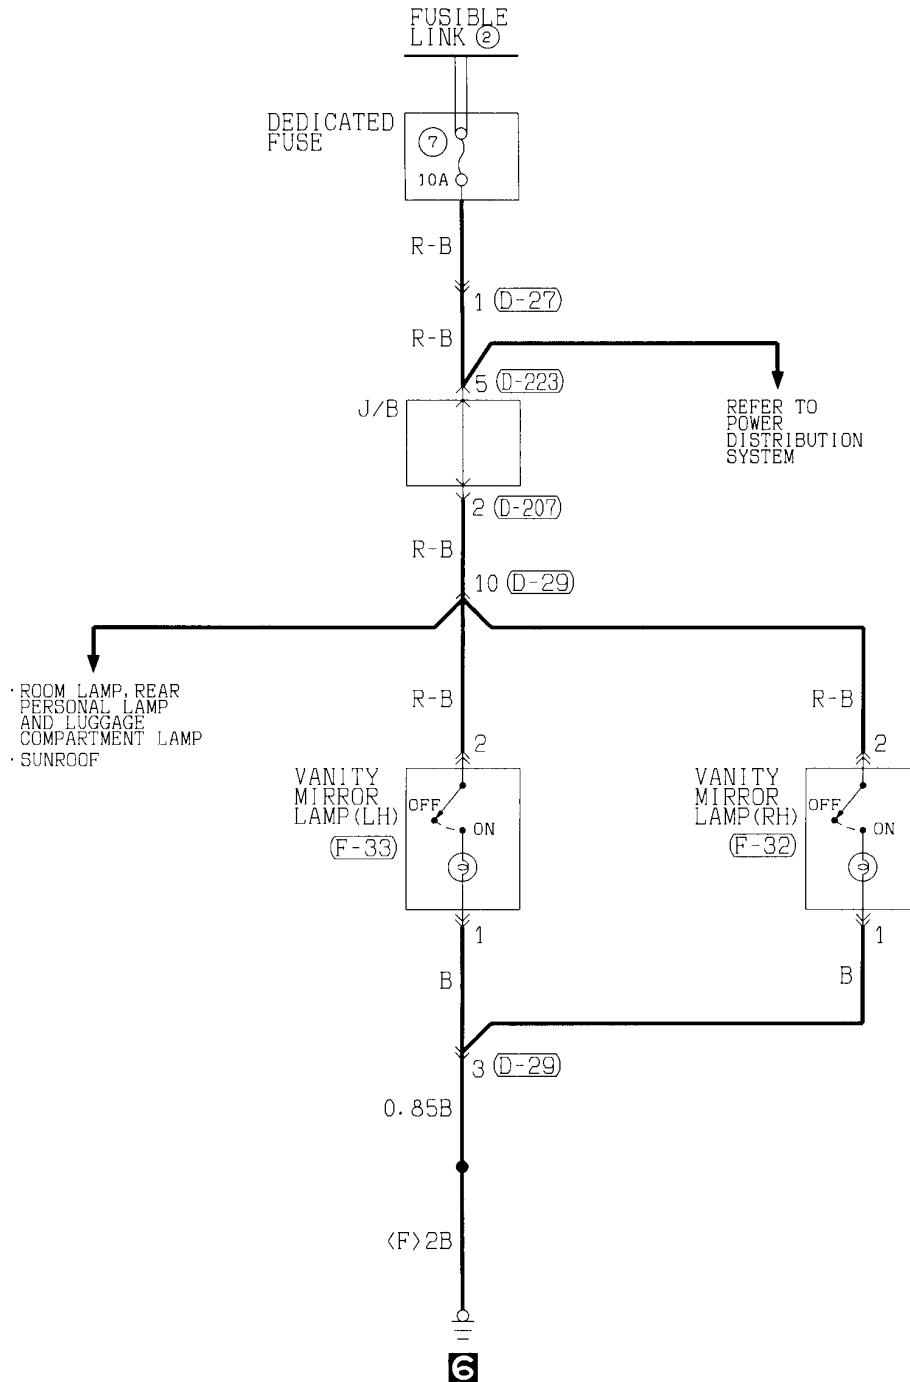 FUSIBLE
LINK ②
DEDICATED
FUSE
⑦
10A
R-B
1 (D-27)
R-B
5 (D-223)
J/B
REFER TO
POWER
DISTRIBUTION
SYSTEM
2 (D-207)
R-B
10 (D-29)
· ROOM LAMP, REAR
PERSONAL LAMP
AND LUGGAGE
COMPARTMENT LAMP
· SUNROOF
R-B
R-B
2
2
VANITY
MIRROR
LAMP(LH)
(F-33)
OFF
ON
VANITY
MIRROR
LAMP(RH)
(F-32)
OFF
ON
1
1
B
B
3 (D-29)
0.85B
<F>2B
6